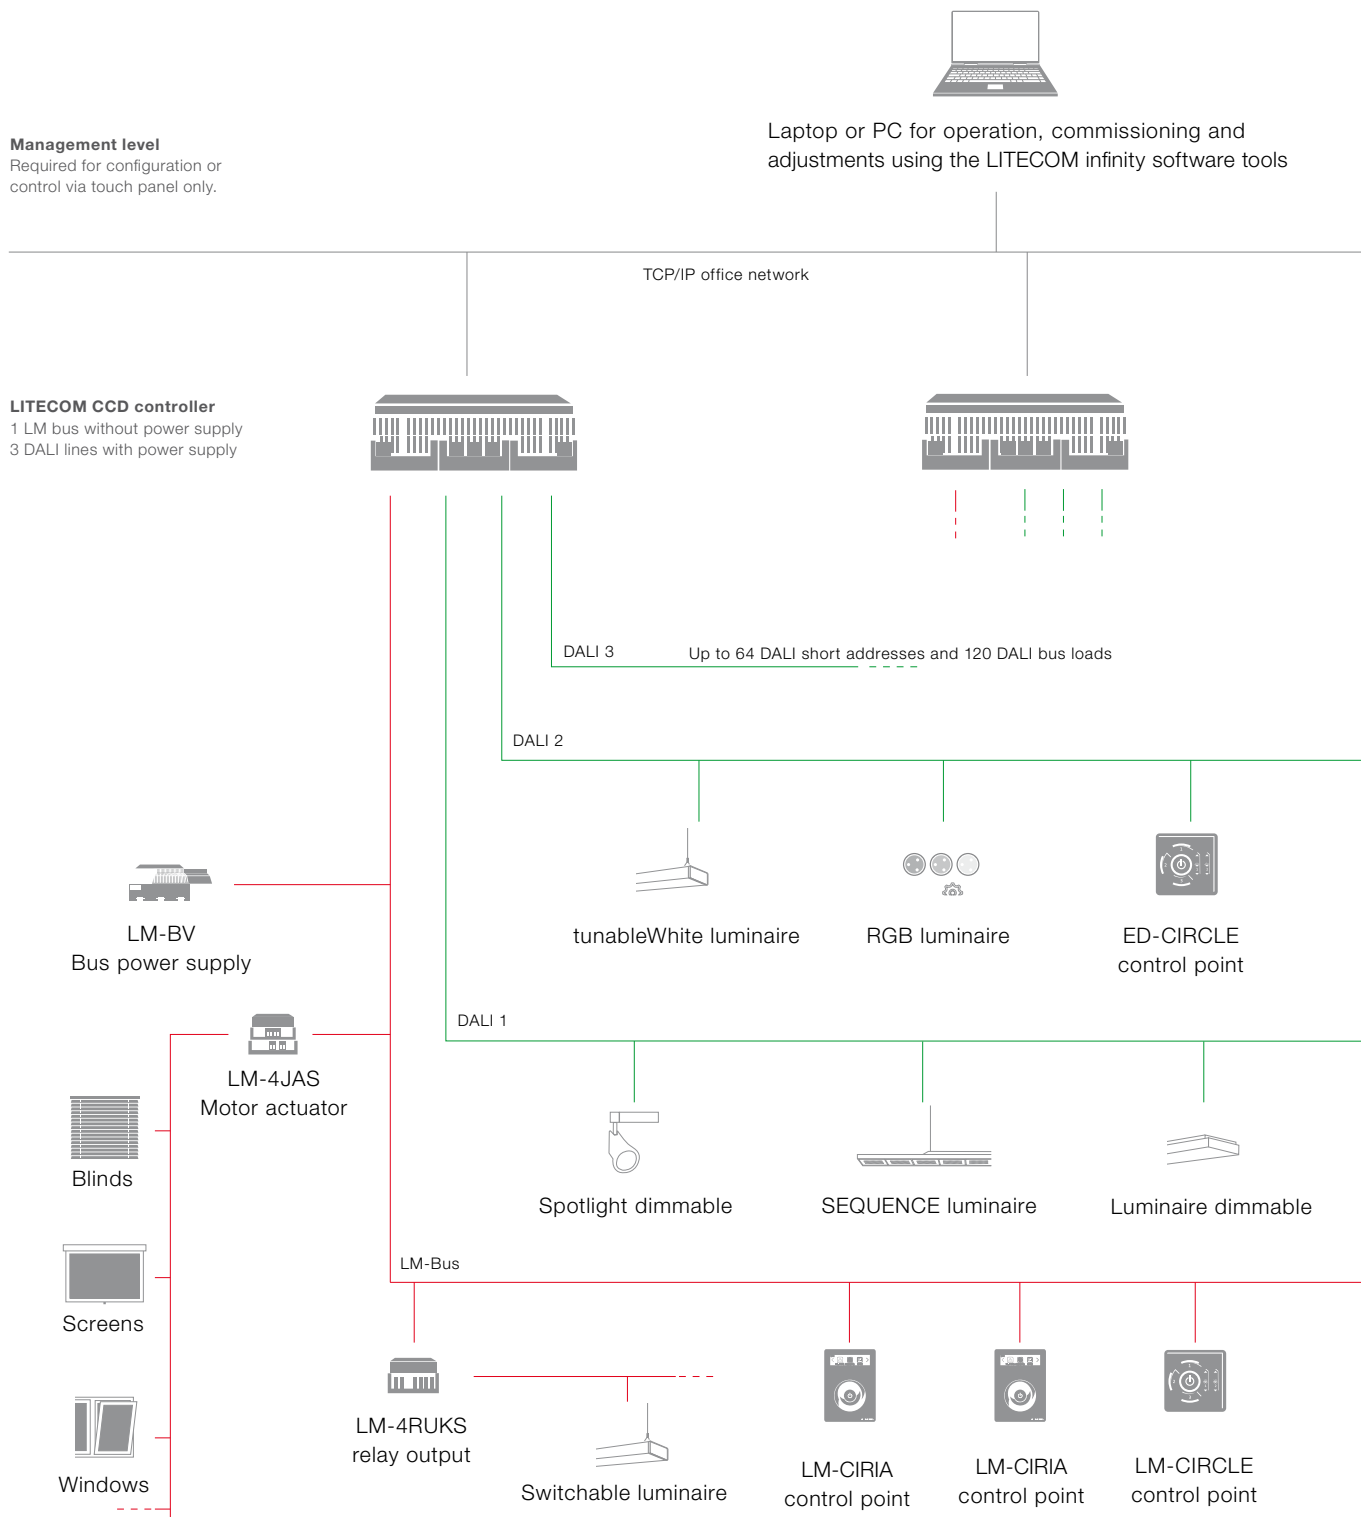 Laptop or PC for operation, commissioning and
adjustments using the LITECOM infinity software tools
Management level
Required for configuration or
control via touch panel only.
TCP/IP office network
LITECOM CCD controller
1 LM bus without power supply
3 DALI lines with power supply
DALI 3
Up to 64 DALI short addresses and 120 DALI bus loads
DALI 2
tunableWhite luminaire
RGB luminaire
ED-CIRCLE
control point
LM-BV
Bus power supply
DALI 1
LM-4JAS
Motor actuator
Blinds
Spotlight dimmable
SEQUENCE luminaire
Luminaire dimmable
LM-Bus
Screens
LM-4RUKS
relay output
Windows
Switchable luminaire
LM-CIRIA
control point
LM-CIRIA
control point
LM-CIRCLE
control point